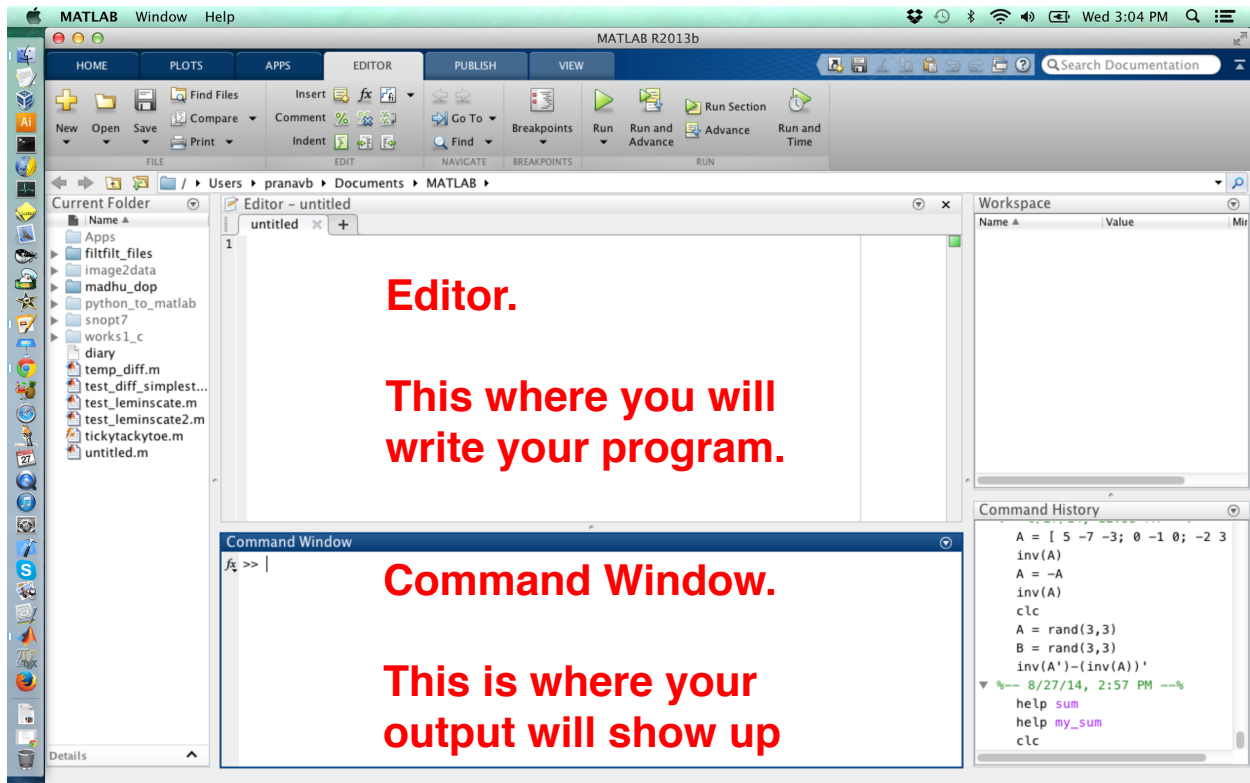 MATLAB Window Help
Wed 3:04 PM
MATLAB R2013b
HOME PLOTS APPS EDITOR PUBLISH VIEW
Search Documentation
New Open Save
Find Files
Compare
Print
FILE
Insert fx
Comment
Indent
EDIT
Go To
Find
NAVIGATE
Breakpoints
BREAKPOINTS
Run
Run and Advance
Run Section
Advance
Run and Time
RUN
/ Users pranavb Documents MATLAB
Current Folder
Name
Apps
filtfilt_files
image2data
madhu_dop
python_to_matlab
snopt7
works1_c
diary
temp_diff.m
test_diff_simplest...
test_leminscate.m
test_leminscate2.m
tickytackytoe.m
untitled.m
Details
Editor – untitled
untitled
1
Editor.
This where you will
write your program.
Command Window
fx >>
Command Window.
This is where your
output will show up
Workspace
Name Value Min
Command History
A = [ 5 -7 -3; 0 -1 0; -2 3
inv(A)
A = -A
inv(A)
clc
A = rand(3,3)
B = rand(3,3)
inv(A')-(inv(A))'
%-- 8/27/14, 2:57 PM --%
help sum
help my_sum
clc